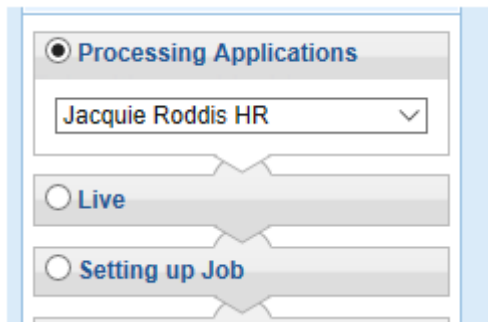 Processing Applications
Jacquie Roddis HR
Live
Setting up Job